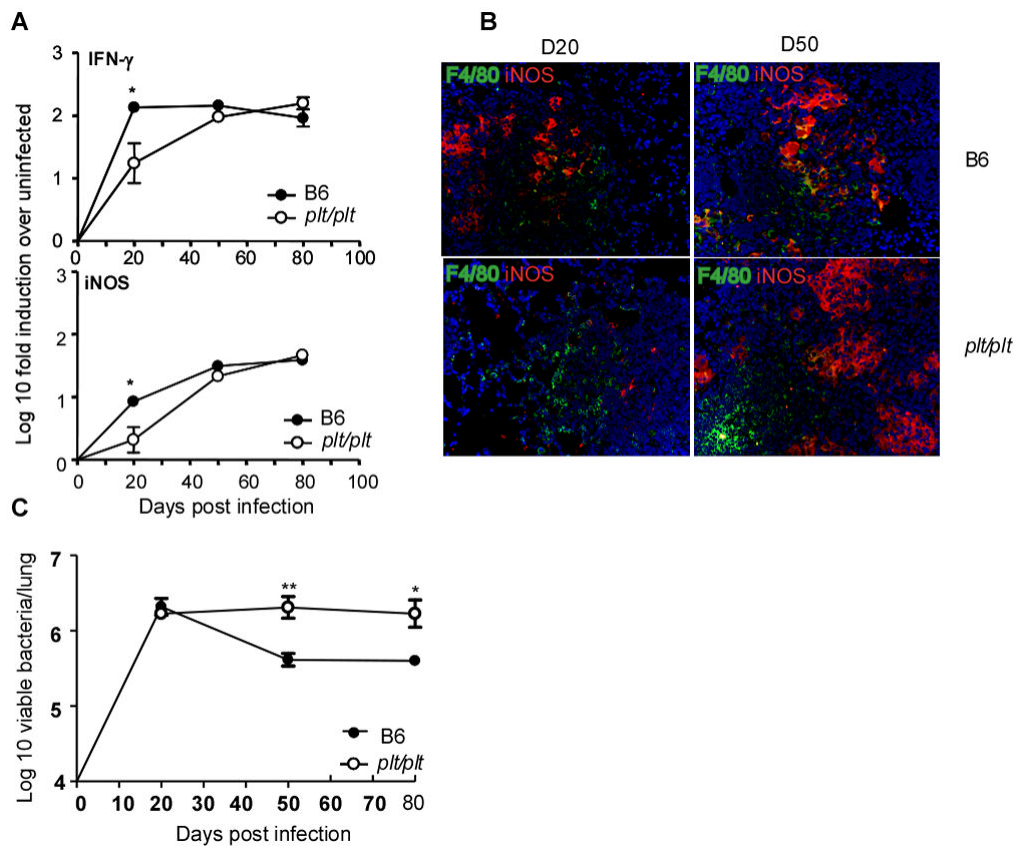 A
B
D20
D50
3
2
1
0
IFN-γ
*
B6
plt/plt
0
20
40
60
80
100
Log 10 fold induction over uninfected
3
2
1
0
iNOS
*
B6
plt/plt
0
20
40
60
80
100
Days post infection
F4/80 iNOS
F4/80 iNOS
B6
F4/80 iNOS
F4/80 iNOS
plt/plt
C
7
6
5
4
Log 10 viable bacteria/lung
**
*
B6
plt/plt
0
10
20
30
40
50
60
70
80
Days post infection